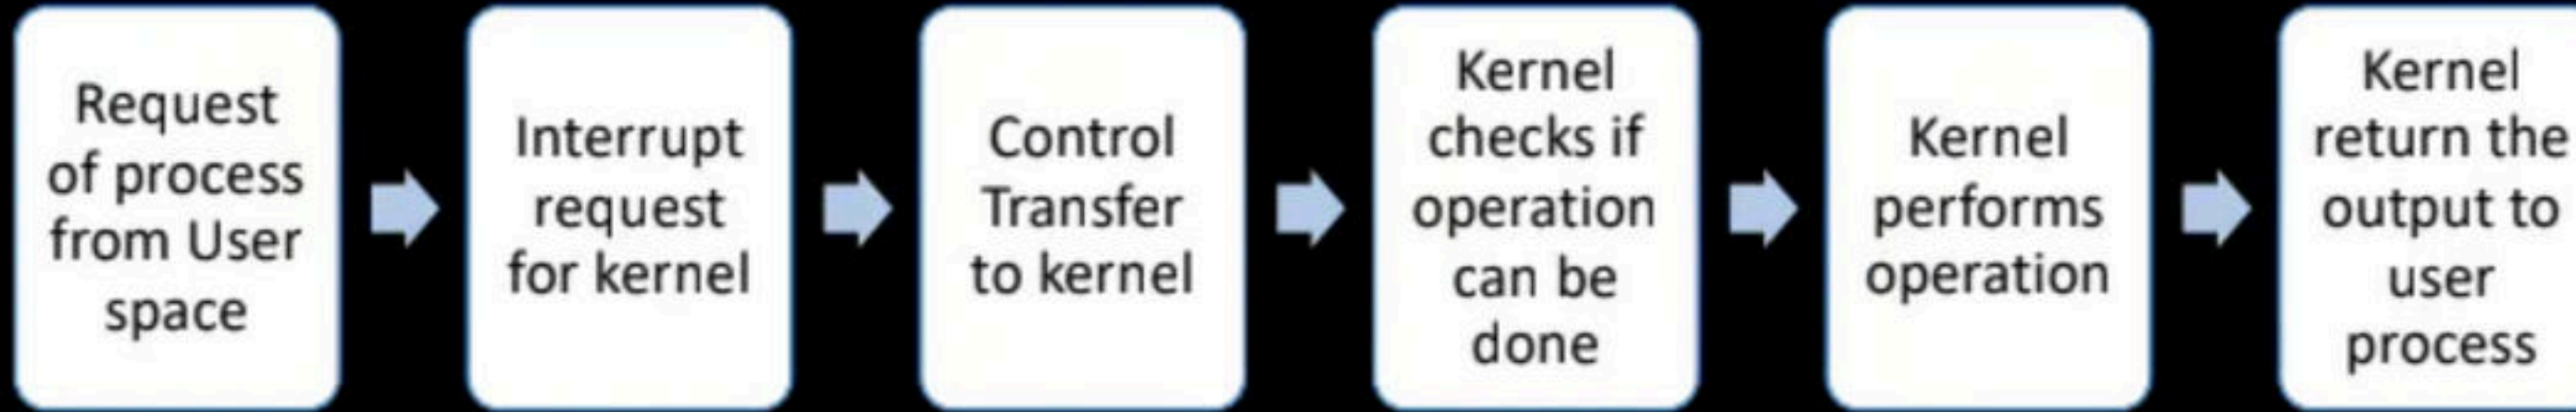 Request
of process
from User
space
Interrupt
request
for kernel
Control
Transfer
to kernel
Kernel
checks if
operation
can be
done
Kernel
performs
operation
Kernel
return the
output to
user
process